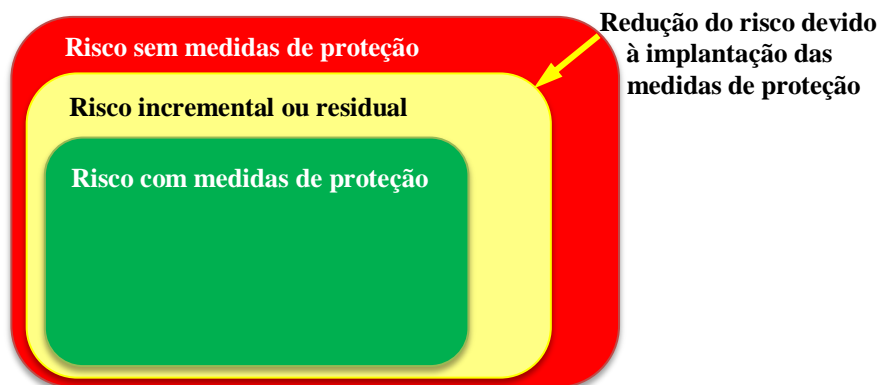 Redução do risco devido
à implantação das
medidas de proteção
Risco sem medidas de proteção
Risco incremental ou residual
Risco com medidas de proteção